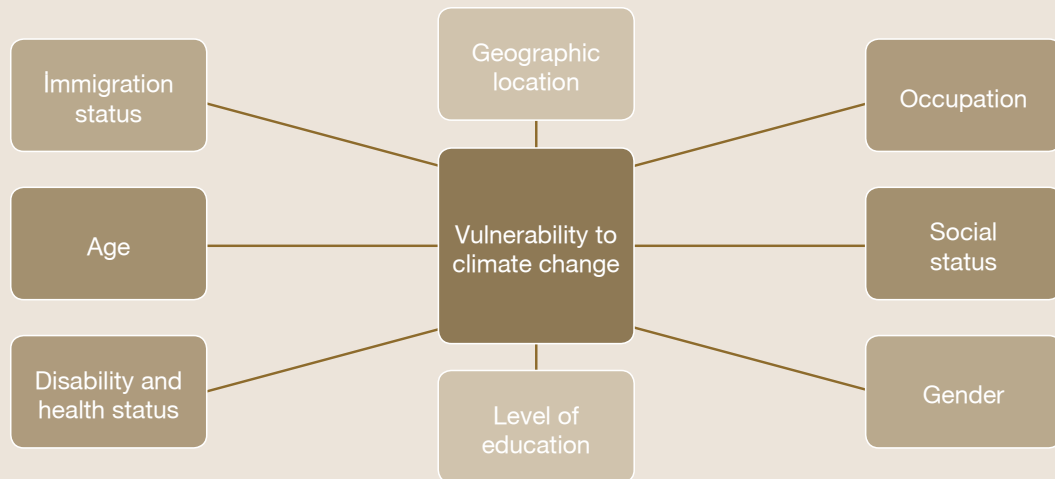 Geographic
location
Immigration
status
Occupation
Age
Vulnerability to
climate change
Social
status
Disability and
health status
Level of
education
Gender